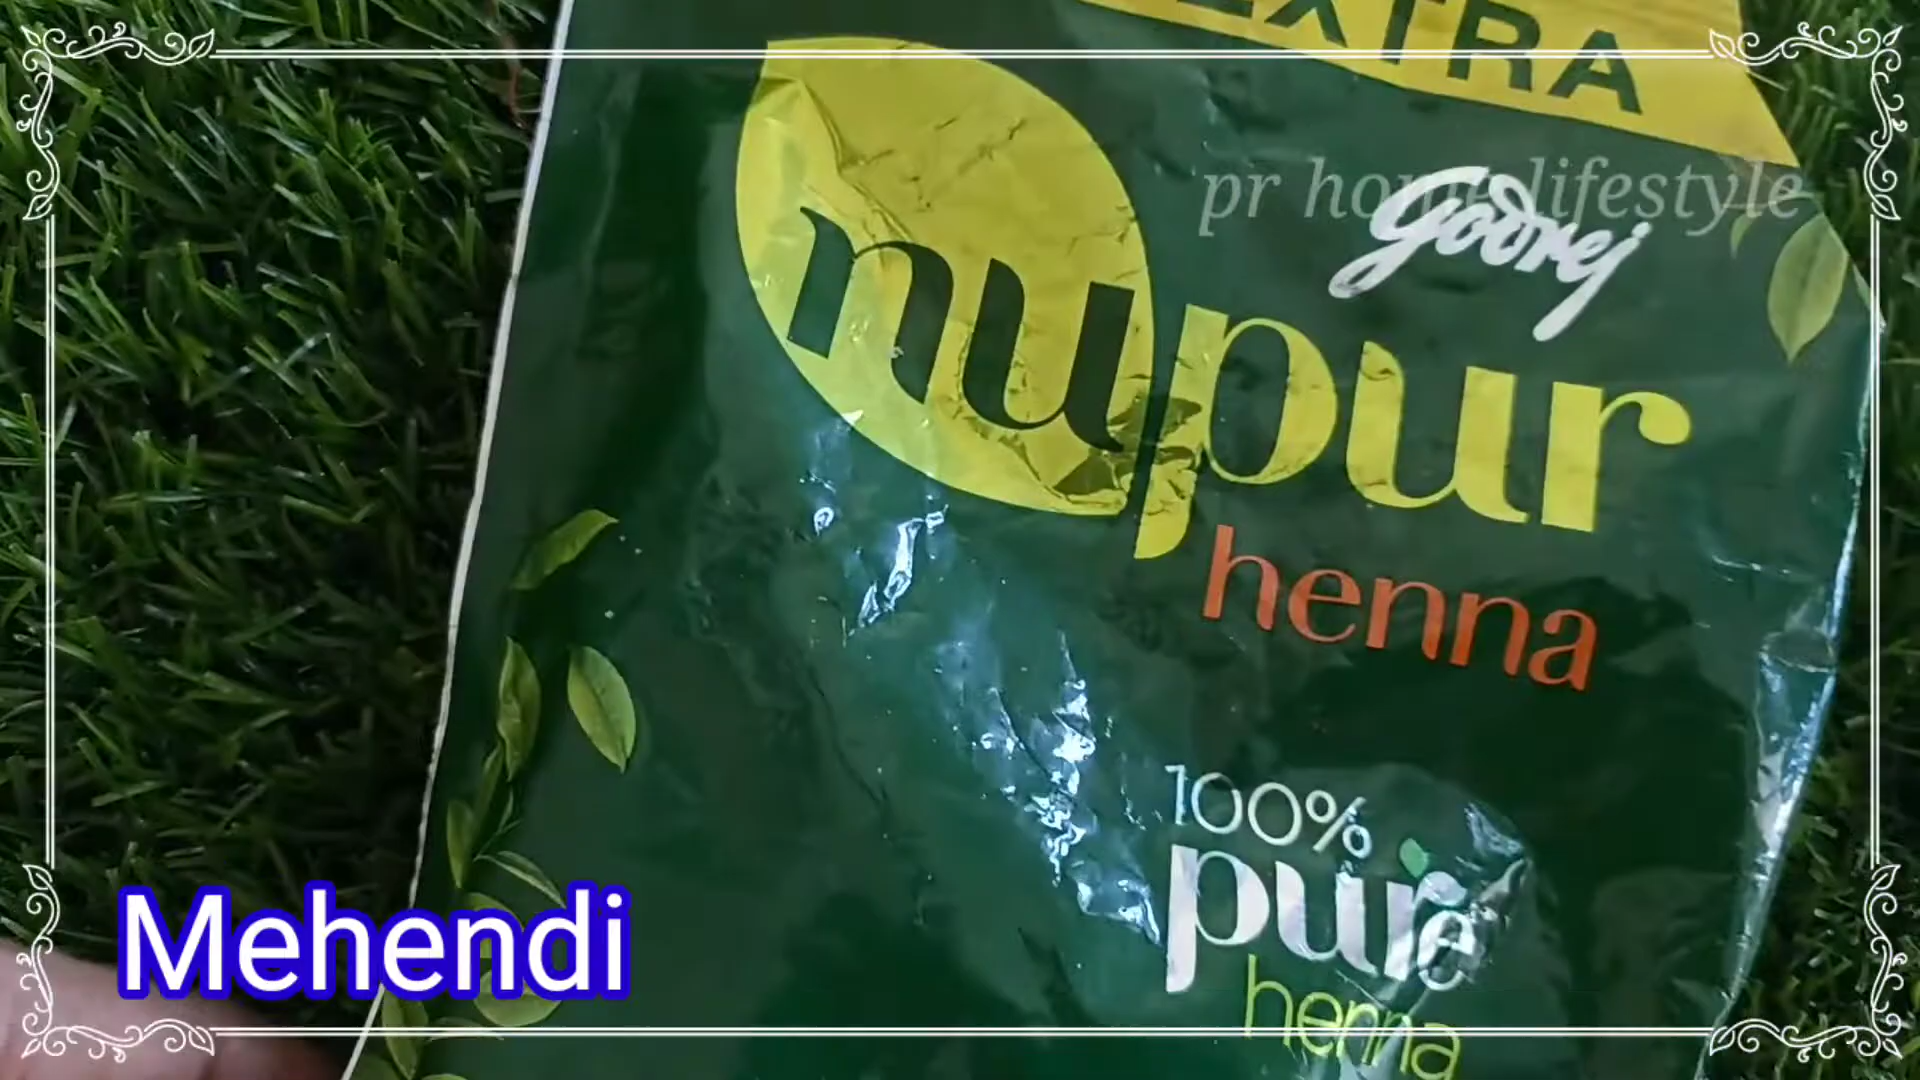 EXTRA
pr home lifestyle
Godrej
nupur
henna
100%
pure
henna
Mehendi